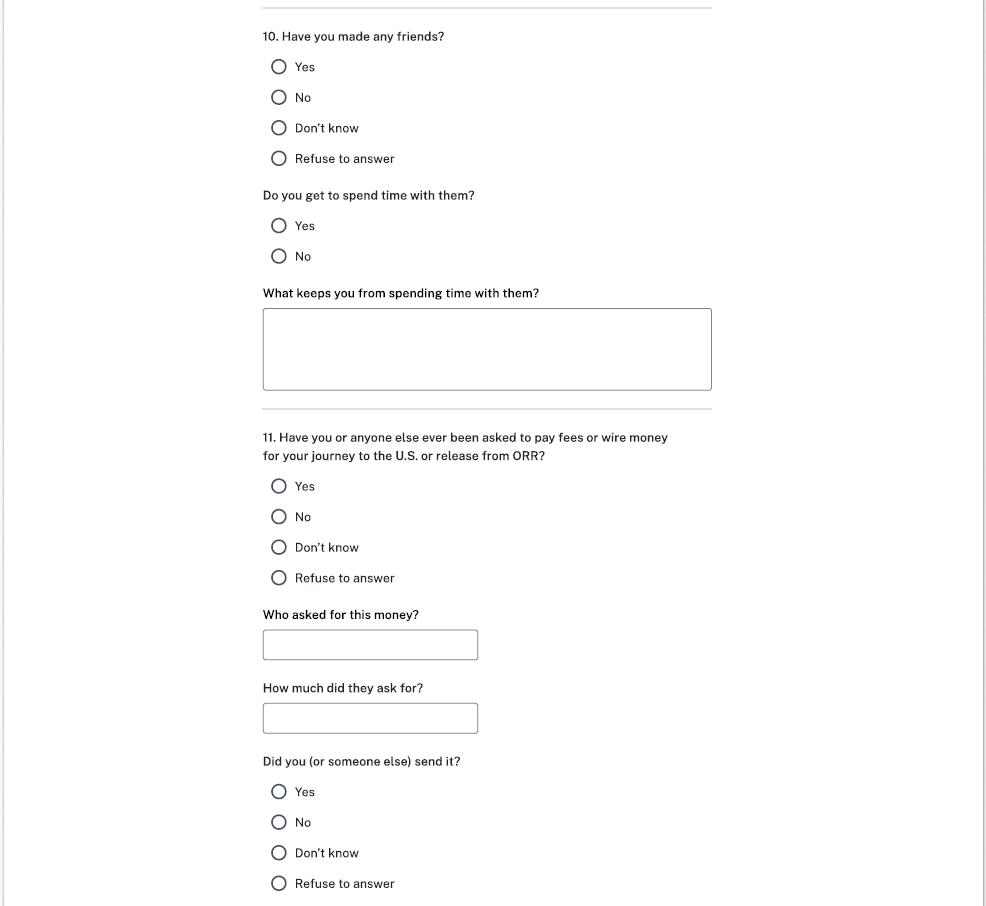 10. Have you made any friends?
Yes
No
Don't know
Refuse to answer
Do you get to spend time with them?
Yes
No
What keeps you from spending time with them?
11. Have you or anyone else ever been asked to pay fees or wire money
for your journey to the U.S. or release from ORR?
Yes
No
Don't know
Refuse to answer
Who asked for this money?
How much did they ask for?
Did you (or someone else) send it?
Yes
No
Don't know
Refuse to answer